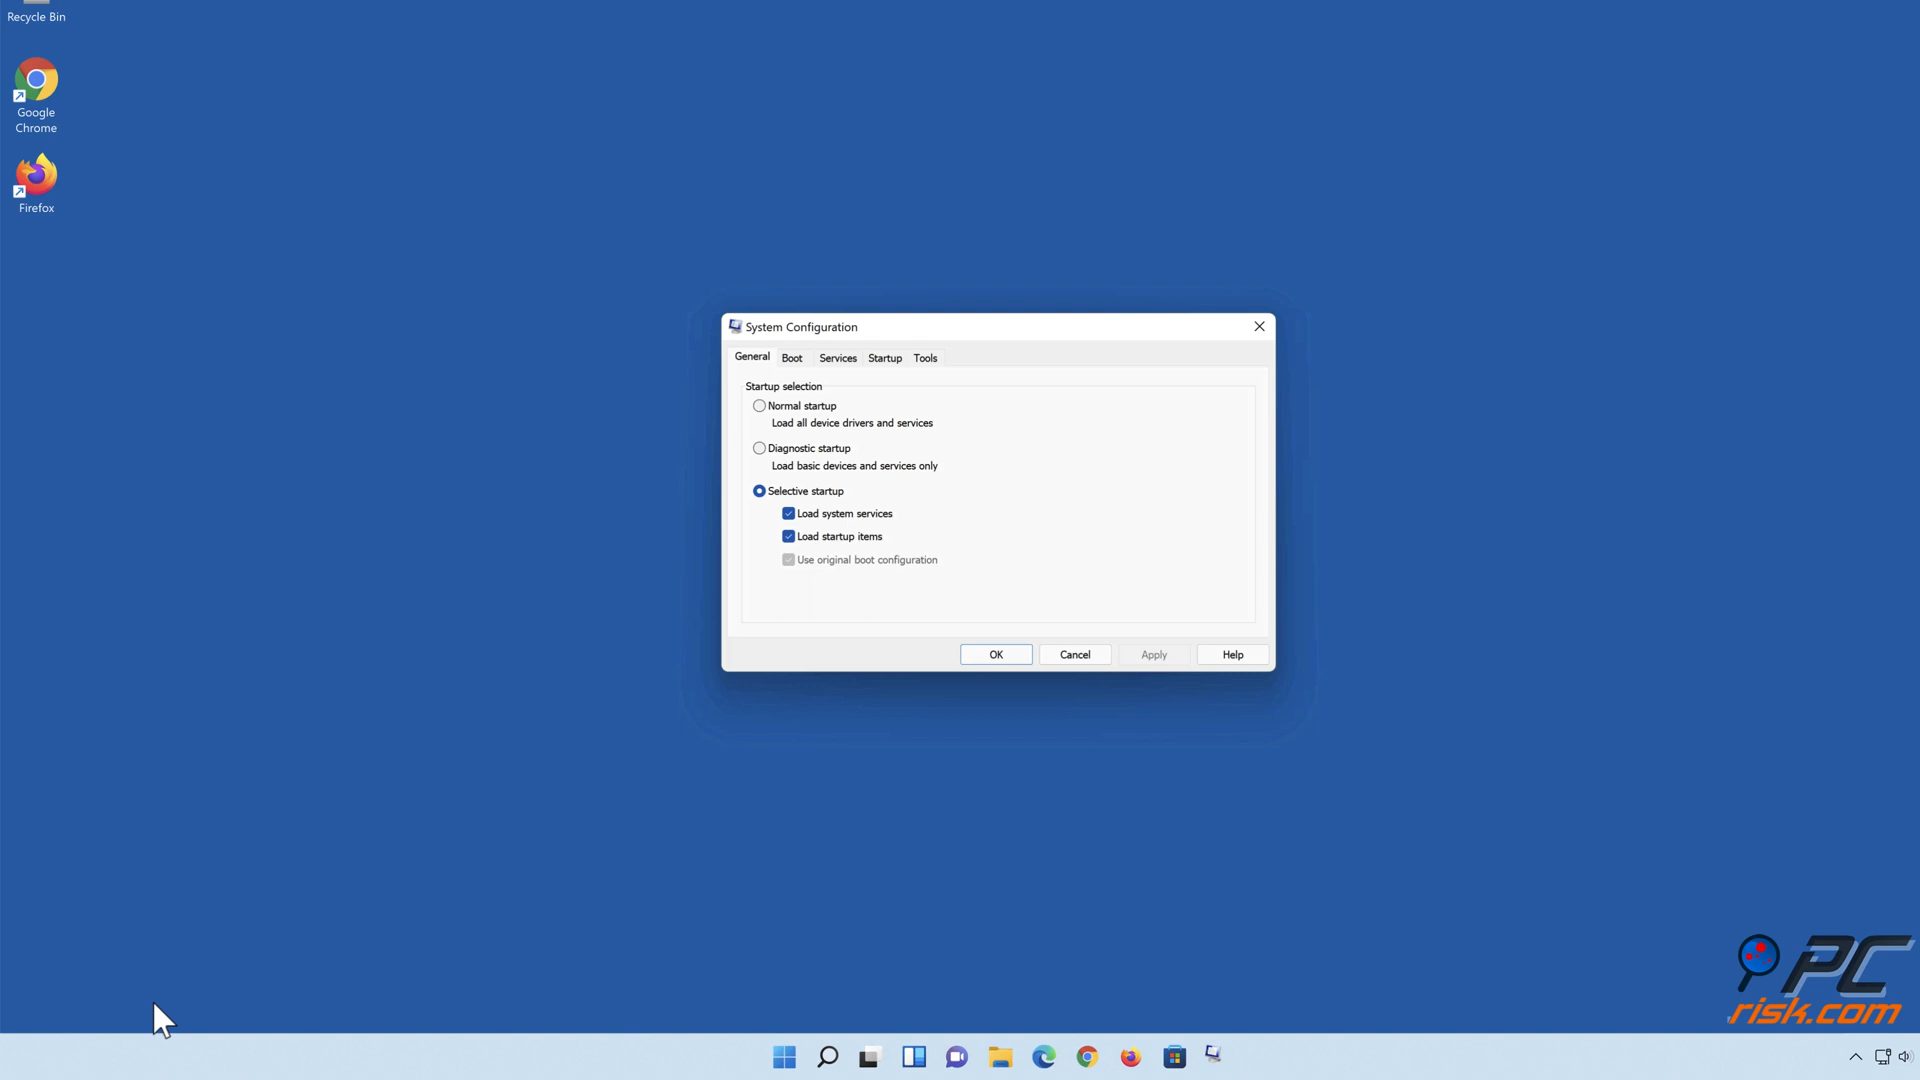 Recycle Bin
Google
Chrome
Firefox
System Configuration
General Boot Services Startup Tools
Startup selection
Normal startup
Load all device drivers and services
Diagnostic startup
Load basic devices and services only
Selective startup
Load system services
Load startup items
Use original boot configuration
OK Cancel Apply Help
PC
risk.com